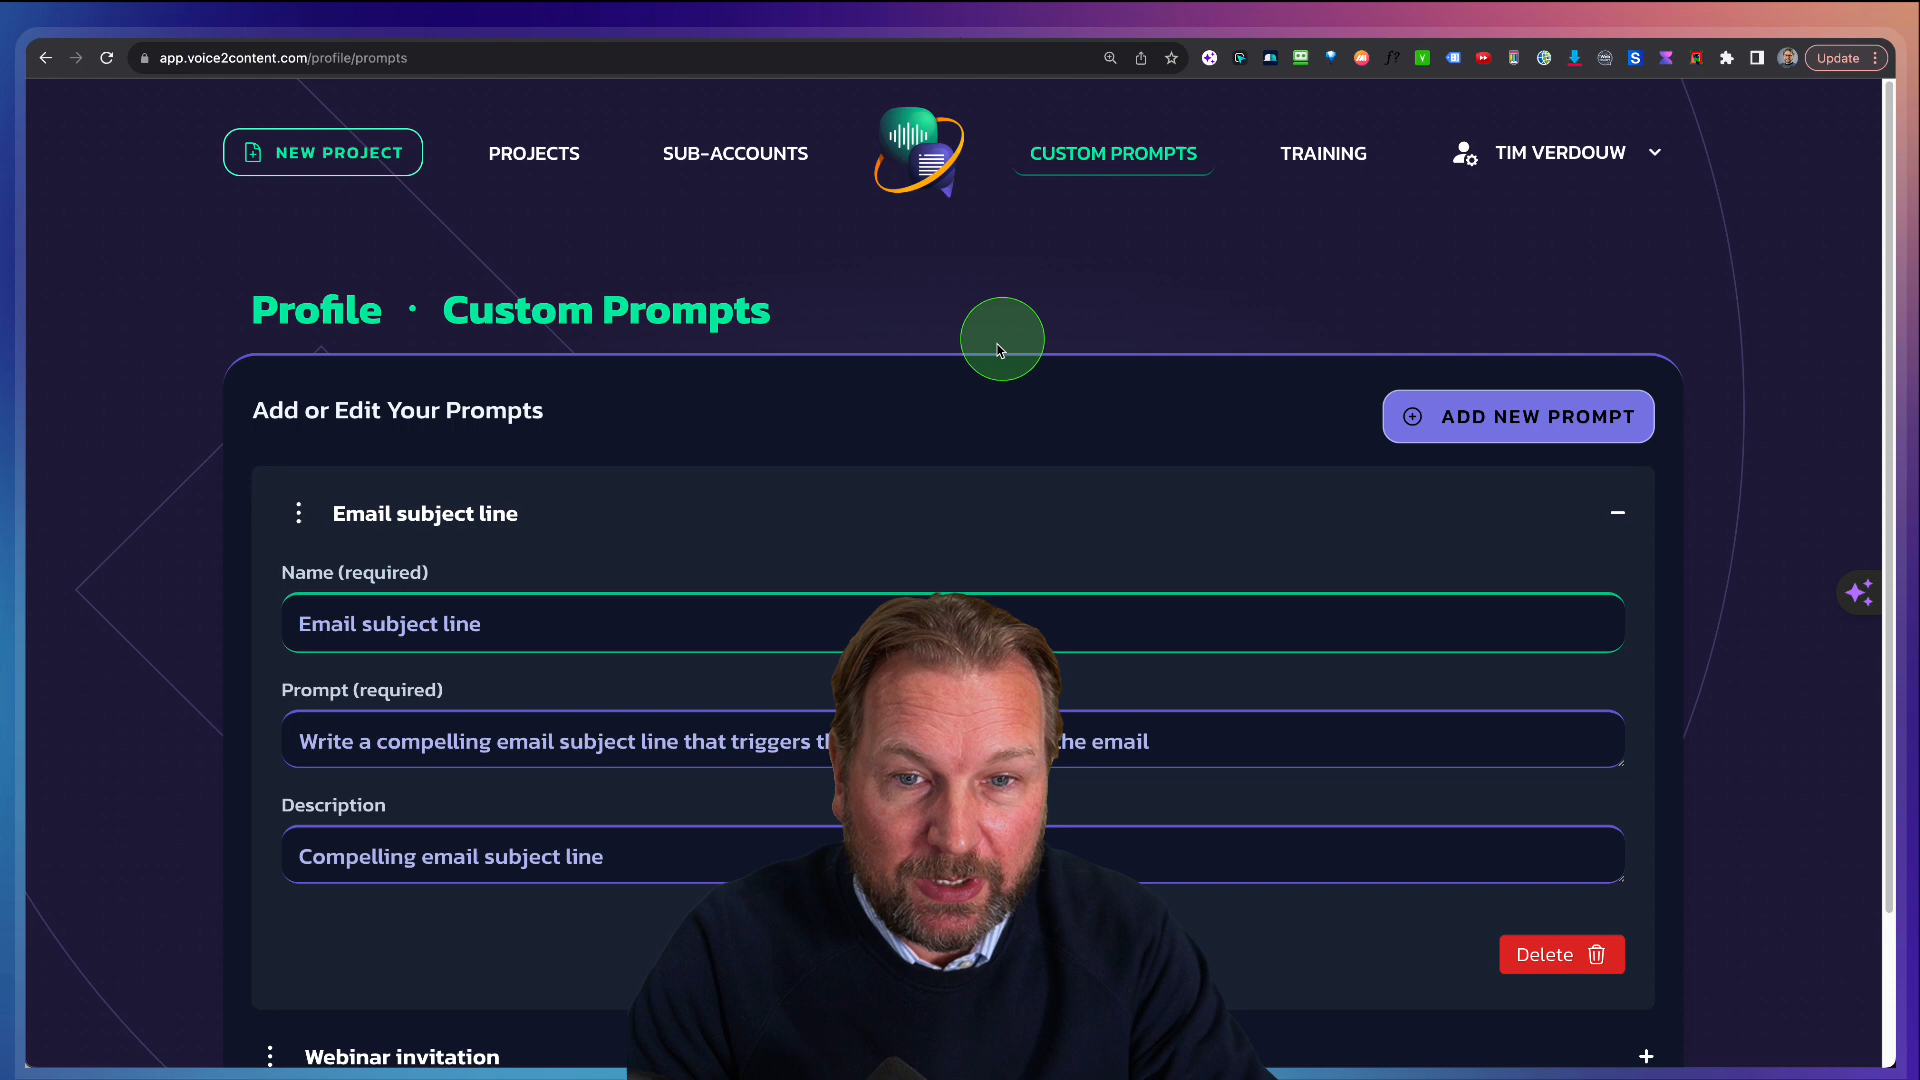 app.voice2content.com/profile/prompts
Update
NEW PROJECT
PROJECTS
SUB-ACCOUNTS
CUSTOM PROMPTS
TRAINING
TIM VERDOUW
Profile · Custom Prompts
Add or Edit Your Prompts
ADD NEW PROMPT
Email subject line
Name (required)
Email subject line
Prompt (required)
Write a compelling email subject line that triggers the email
Description
Compelling email subject line
Delete
Webinar invitation